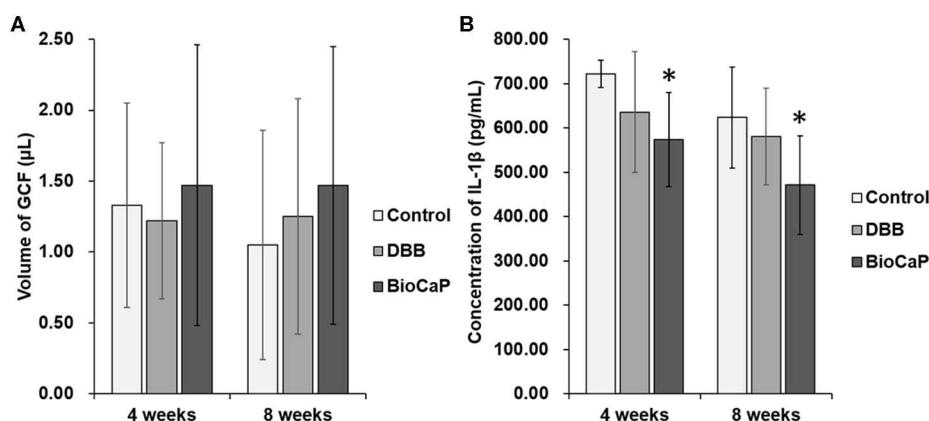 A
Volume of GCF (µL)
2.50
2.00
1.50
1.00
0.50
0.00
4 weeks
8 weeks
Control
DBB
BioCaP
B
Concentration of IL-1β (pg/mL)
800.00
700.00
600.00
500.00
400.00
300.00
200.00
100.00
0.00
*
*
4 weeks
8 weeks
Control
DBB
BioCaP